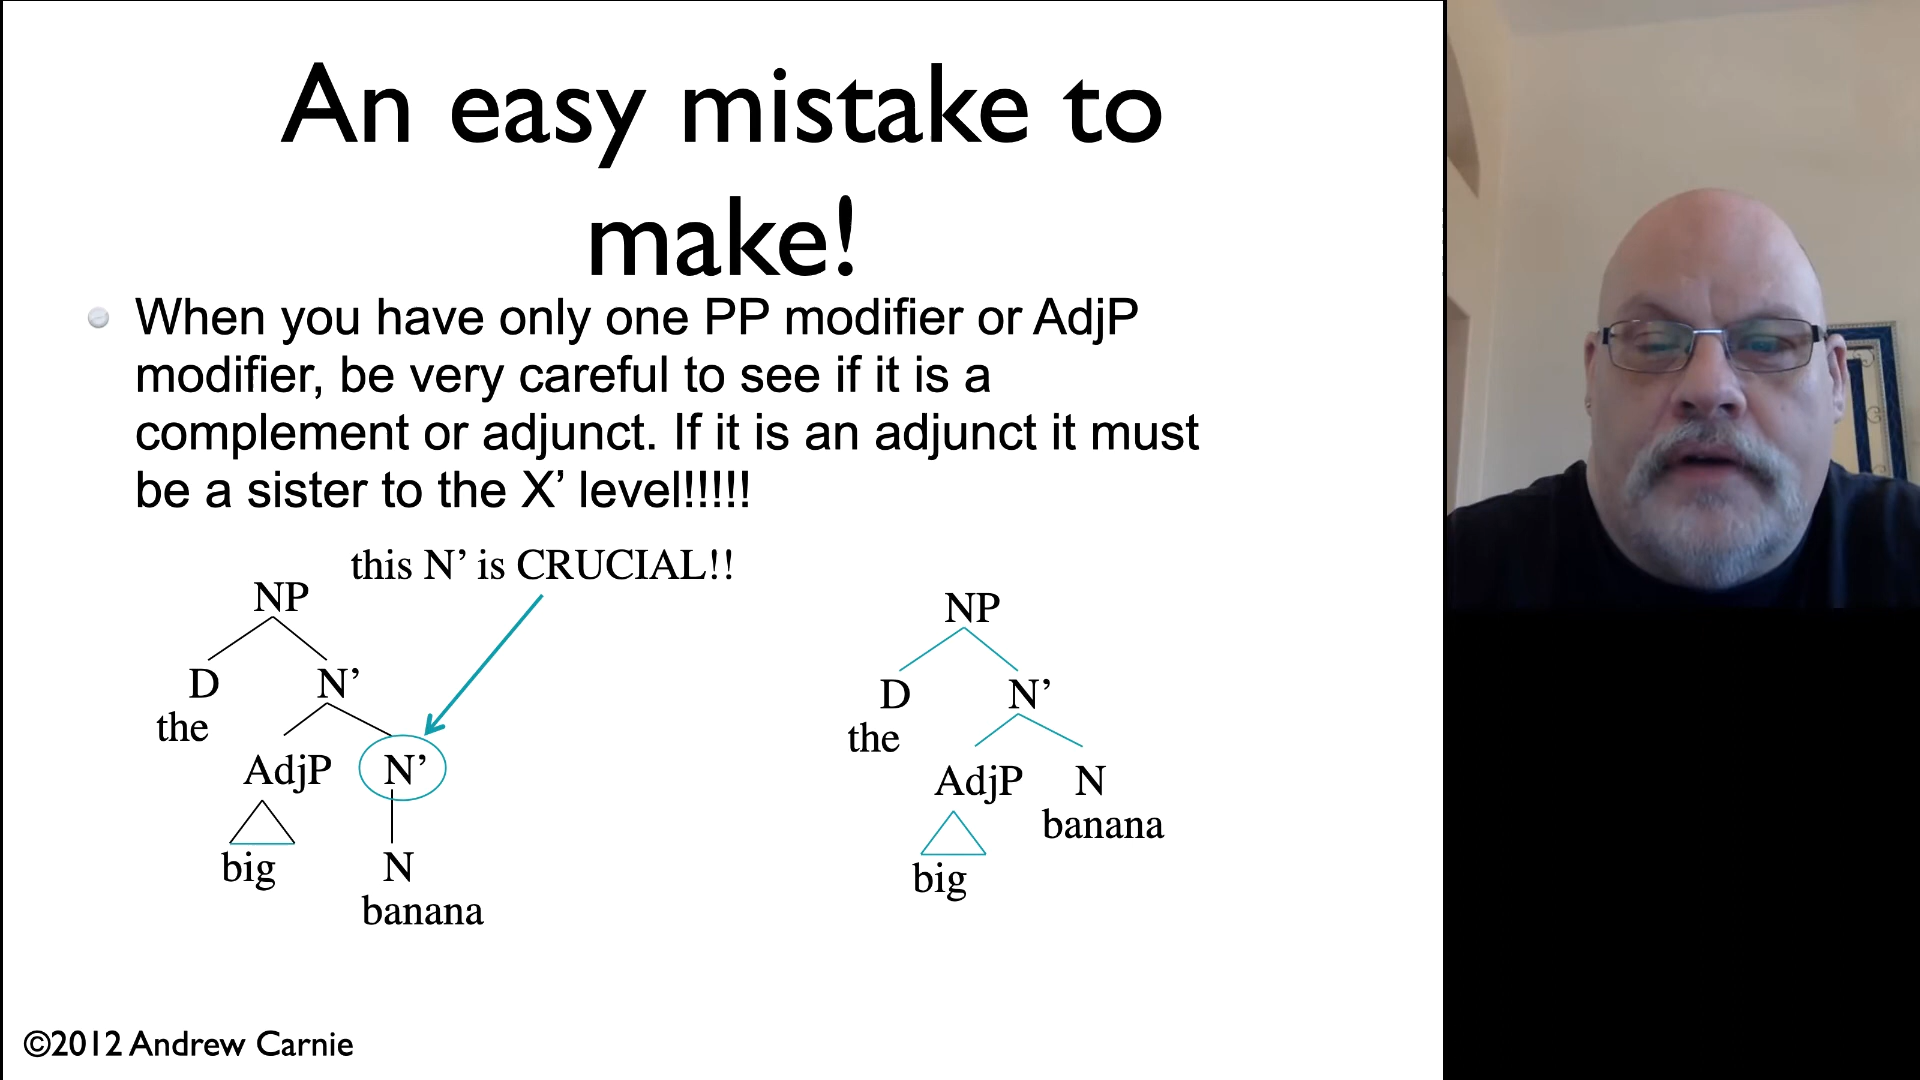 An easy mistake to
make!
When you have only one PP modifier or AdjP
modifier, be very careful to see if it is a
complement or adjunct. If it is an adjunct it must
be a sister to the X’ level!!!!!
this N’ is CRUCIAL!!
NP
D
the
N’
AdjP
big
N’
N
banana
NP
D
the
N’
AdjP
big
N
banana
©2012 Andrew Carnie